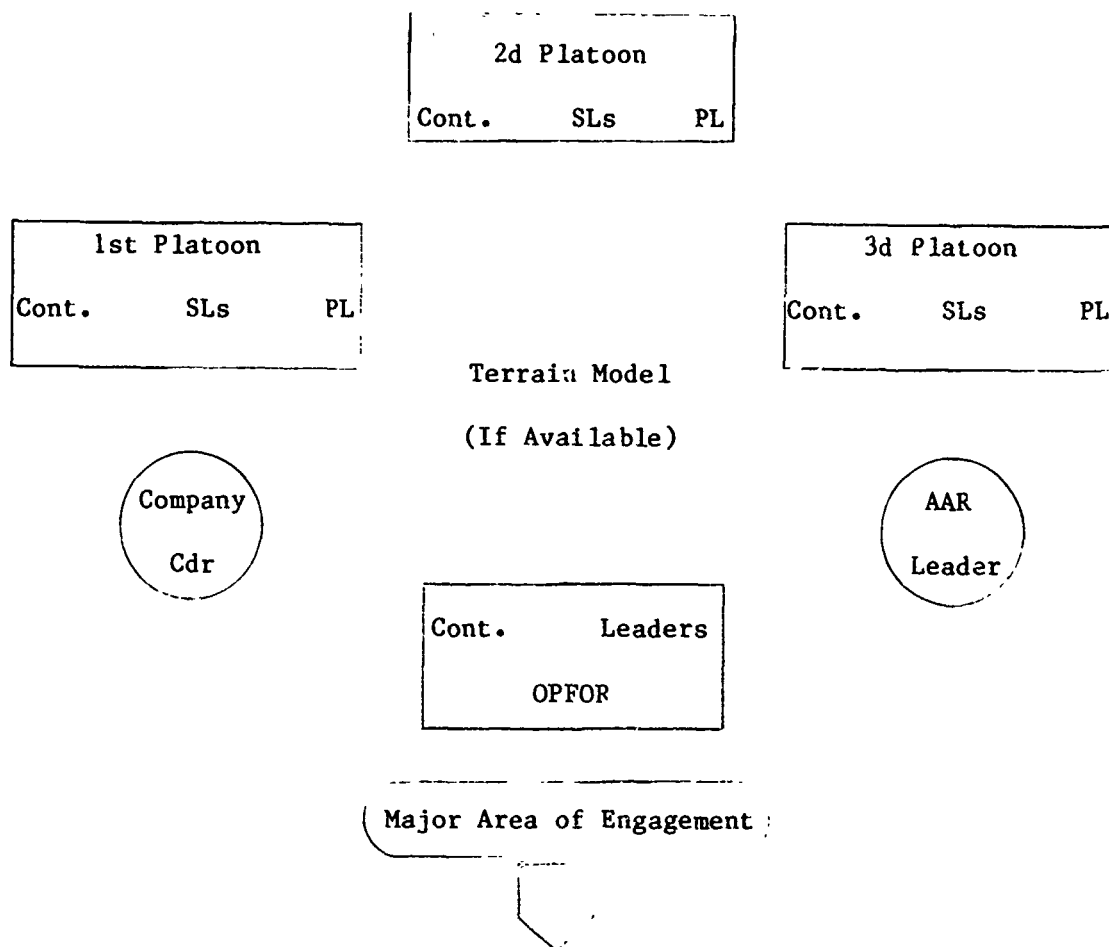 2d Platoon
Cont. SLs PL
1st Platoon
Cont. SLs PL
3d Platoon
Cont. SLs PL
Terrain Model
(If Available)
Company
Cdr
AAR
Leader
Cont. Leaders
OPFOR
Major Area of Engagement